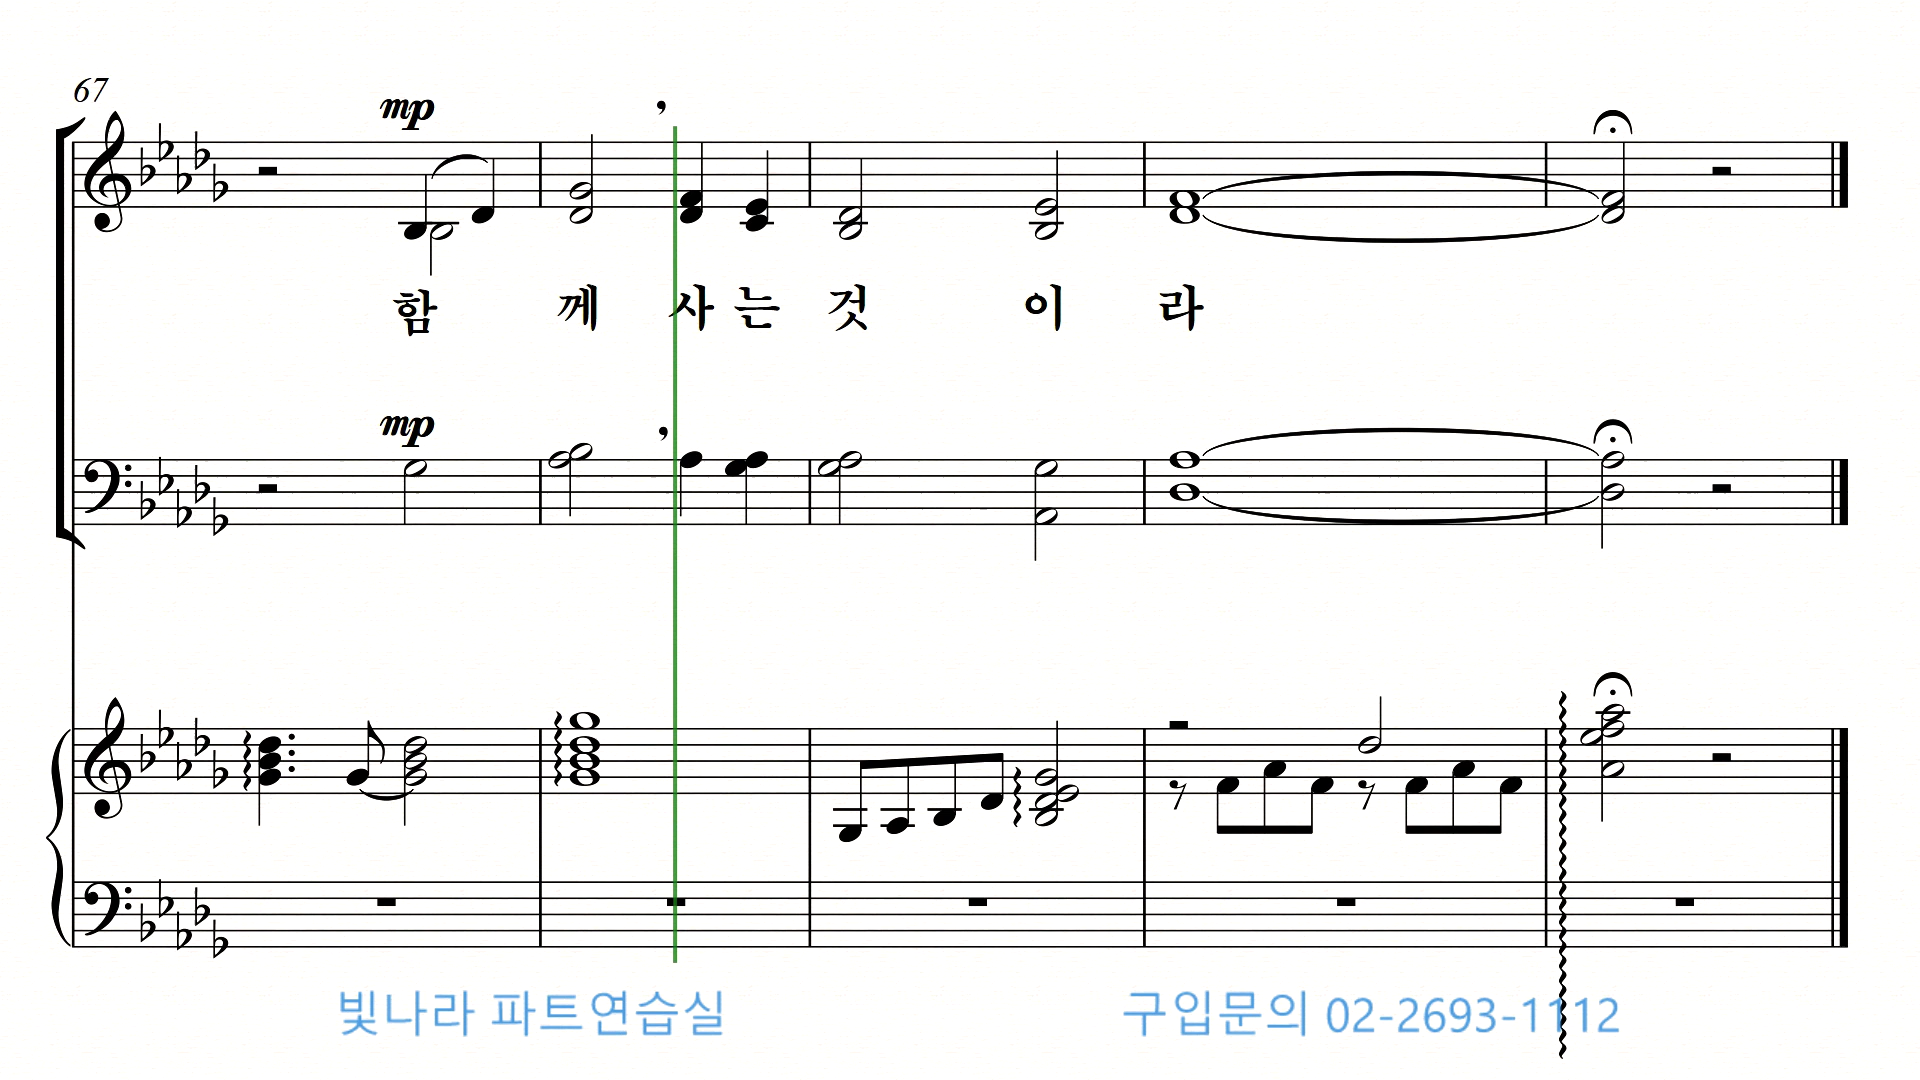 67
mp
함 께 사 는 것 이 라
mp
빛나라 파트연습실 구입문의 02-2693-1112